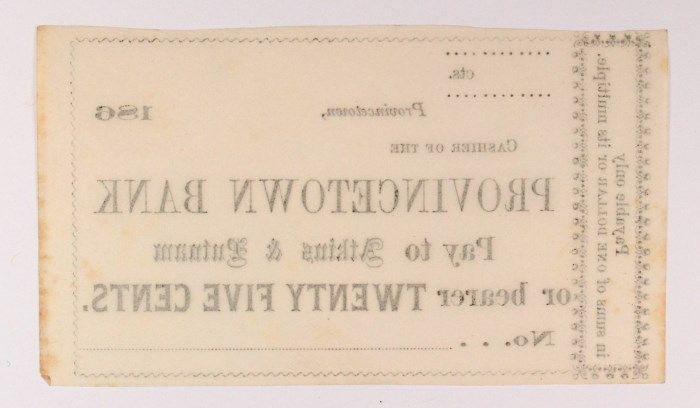 cts.
Provincetown, 186
CASHIER OF THE
PROVINCETOWN BANK
Pay to Atkins & Putnam
or bearer TWENTY FIVE CENTS.
No. . .
Payable only
in sums of ONE DOLLAR or its multiple.